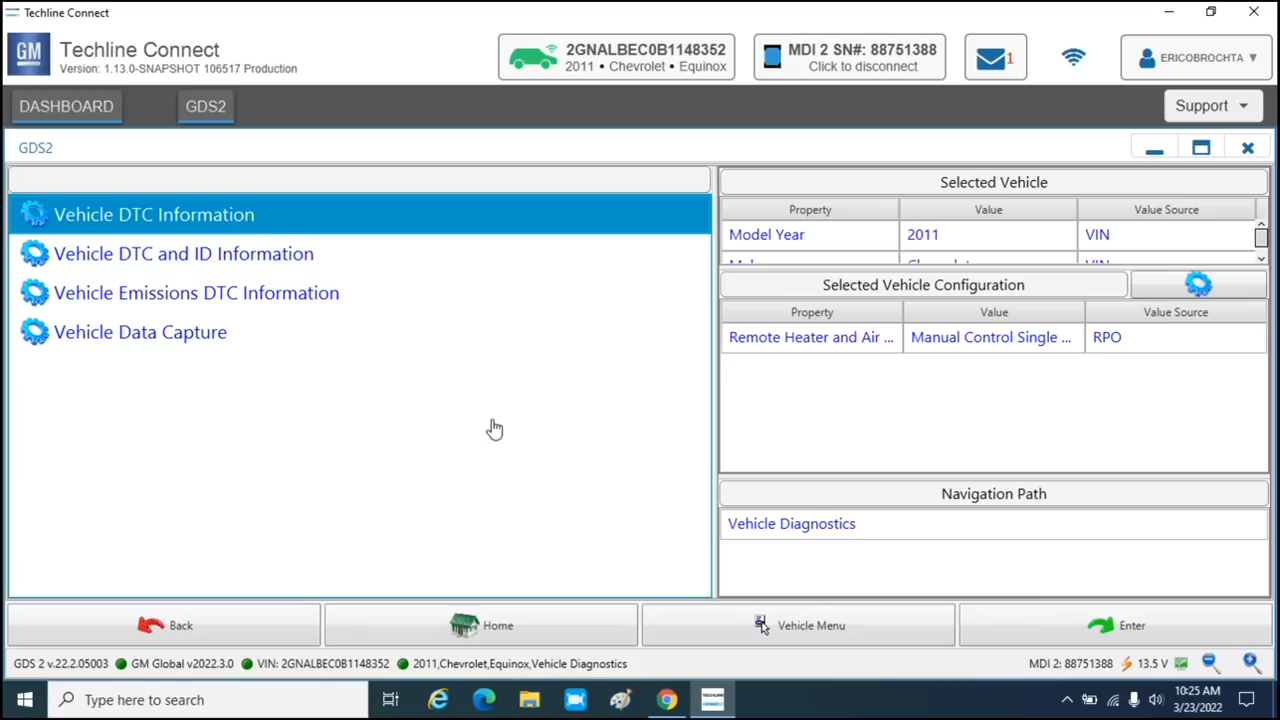 Techline Connect
GM
Techline Connect
Version: 1.13.0-SNAPSHOT 106517 Production
2GNALBEC0B1148352
2011 • Chevrolet • Equinox
MDI 2 SN#: 88751388
Click to disconnect
1
ERICOBROCHTA
DASHBOARD
GDS2
Support
GDS2
Vehicle DTC Information
Vehicle DTC and ID Information
Vehicle Emissions DTC Information
Vehicle Data Capture
Selected Vehicle
Property Value Value Source
Model Year 2011 VIN
Selected Vehicle Configuration
Property Value Value Source
Remote Heater and Air ... Manual Control Single ... RPO
Navigation Path
Vehicle Diagnostics
Back Home Vehicle Menu Enter
GDS 2 v.22.2.05003 GM Global v2022.3.0 VIN: 2GNALBEC0B1148352 2011,Chevrolet,Equinox,Vehicle Diagnostics MDI 2: 88751388 13.5 V
Type here to search
TECHLINE CONNECT
10:25 AM
3/23/2022